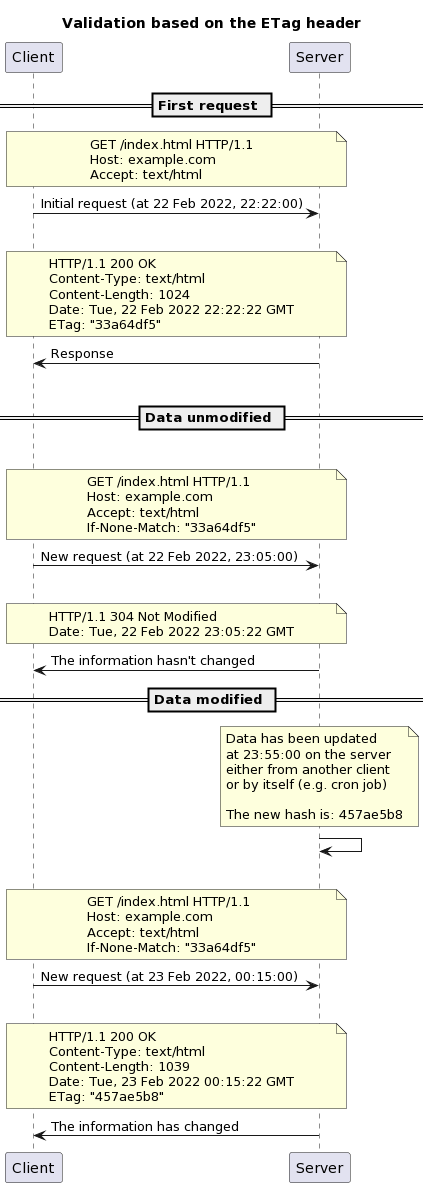 Validation based on the ETag header
Client
Server
First request
GET /index.html HTTP/1.1
Host: example.com
Accept: text/html
Initial request (at 22 Feb 2022, 22:22:00)
HTTP/1.1 200 OK
Content-Type: text/html
Content-Length: 1024
Date: Tue, 22 Feb 2022 22:22:22 GMT
ETag: "33a64df5"
Response
Data unmodified
GET /index.html HTTP/1.1
Host: example.com
Accept: text/html
If-None-Match: "33a64df5"
New request (at 22 Feb 2022, 23:05:00)
HTTP/1.1 304 Not Modified
Date: Tue, 22 Feb 2022 23:05:22 GMT
The information hasn't changed
Data modified
Data has been updated
at 23:55:00 on the server
either from another client
or by itself (e.g. cron job)
The new hash is: 457ae5b8
GET /index.html HTTP/1.1
Host: example.com
Accept: text/html
If-None-Match: "33a64df5"
New request (at 23 Feb 2022, 00:15:00)
HTTP/1.1 200 OK
Content-Type: text/html
Content-Length: 1039
Date: Tue, 23 Feb 2022 00:15:22 GMT
ETag: "457ae5b8"
The information has changed
Client
Server